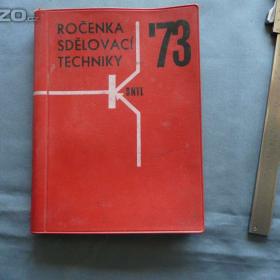 ROČENKA
SDĚLOVACÍ
TECHNIKY
'73
SNTL